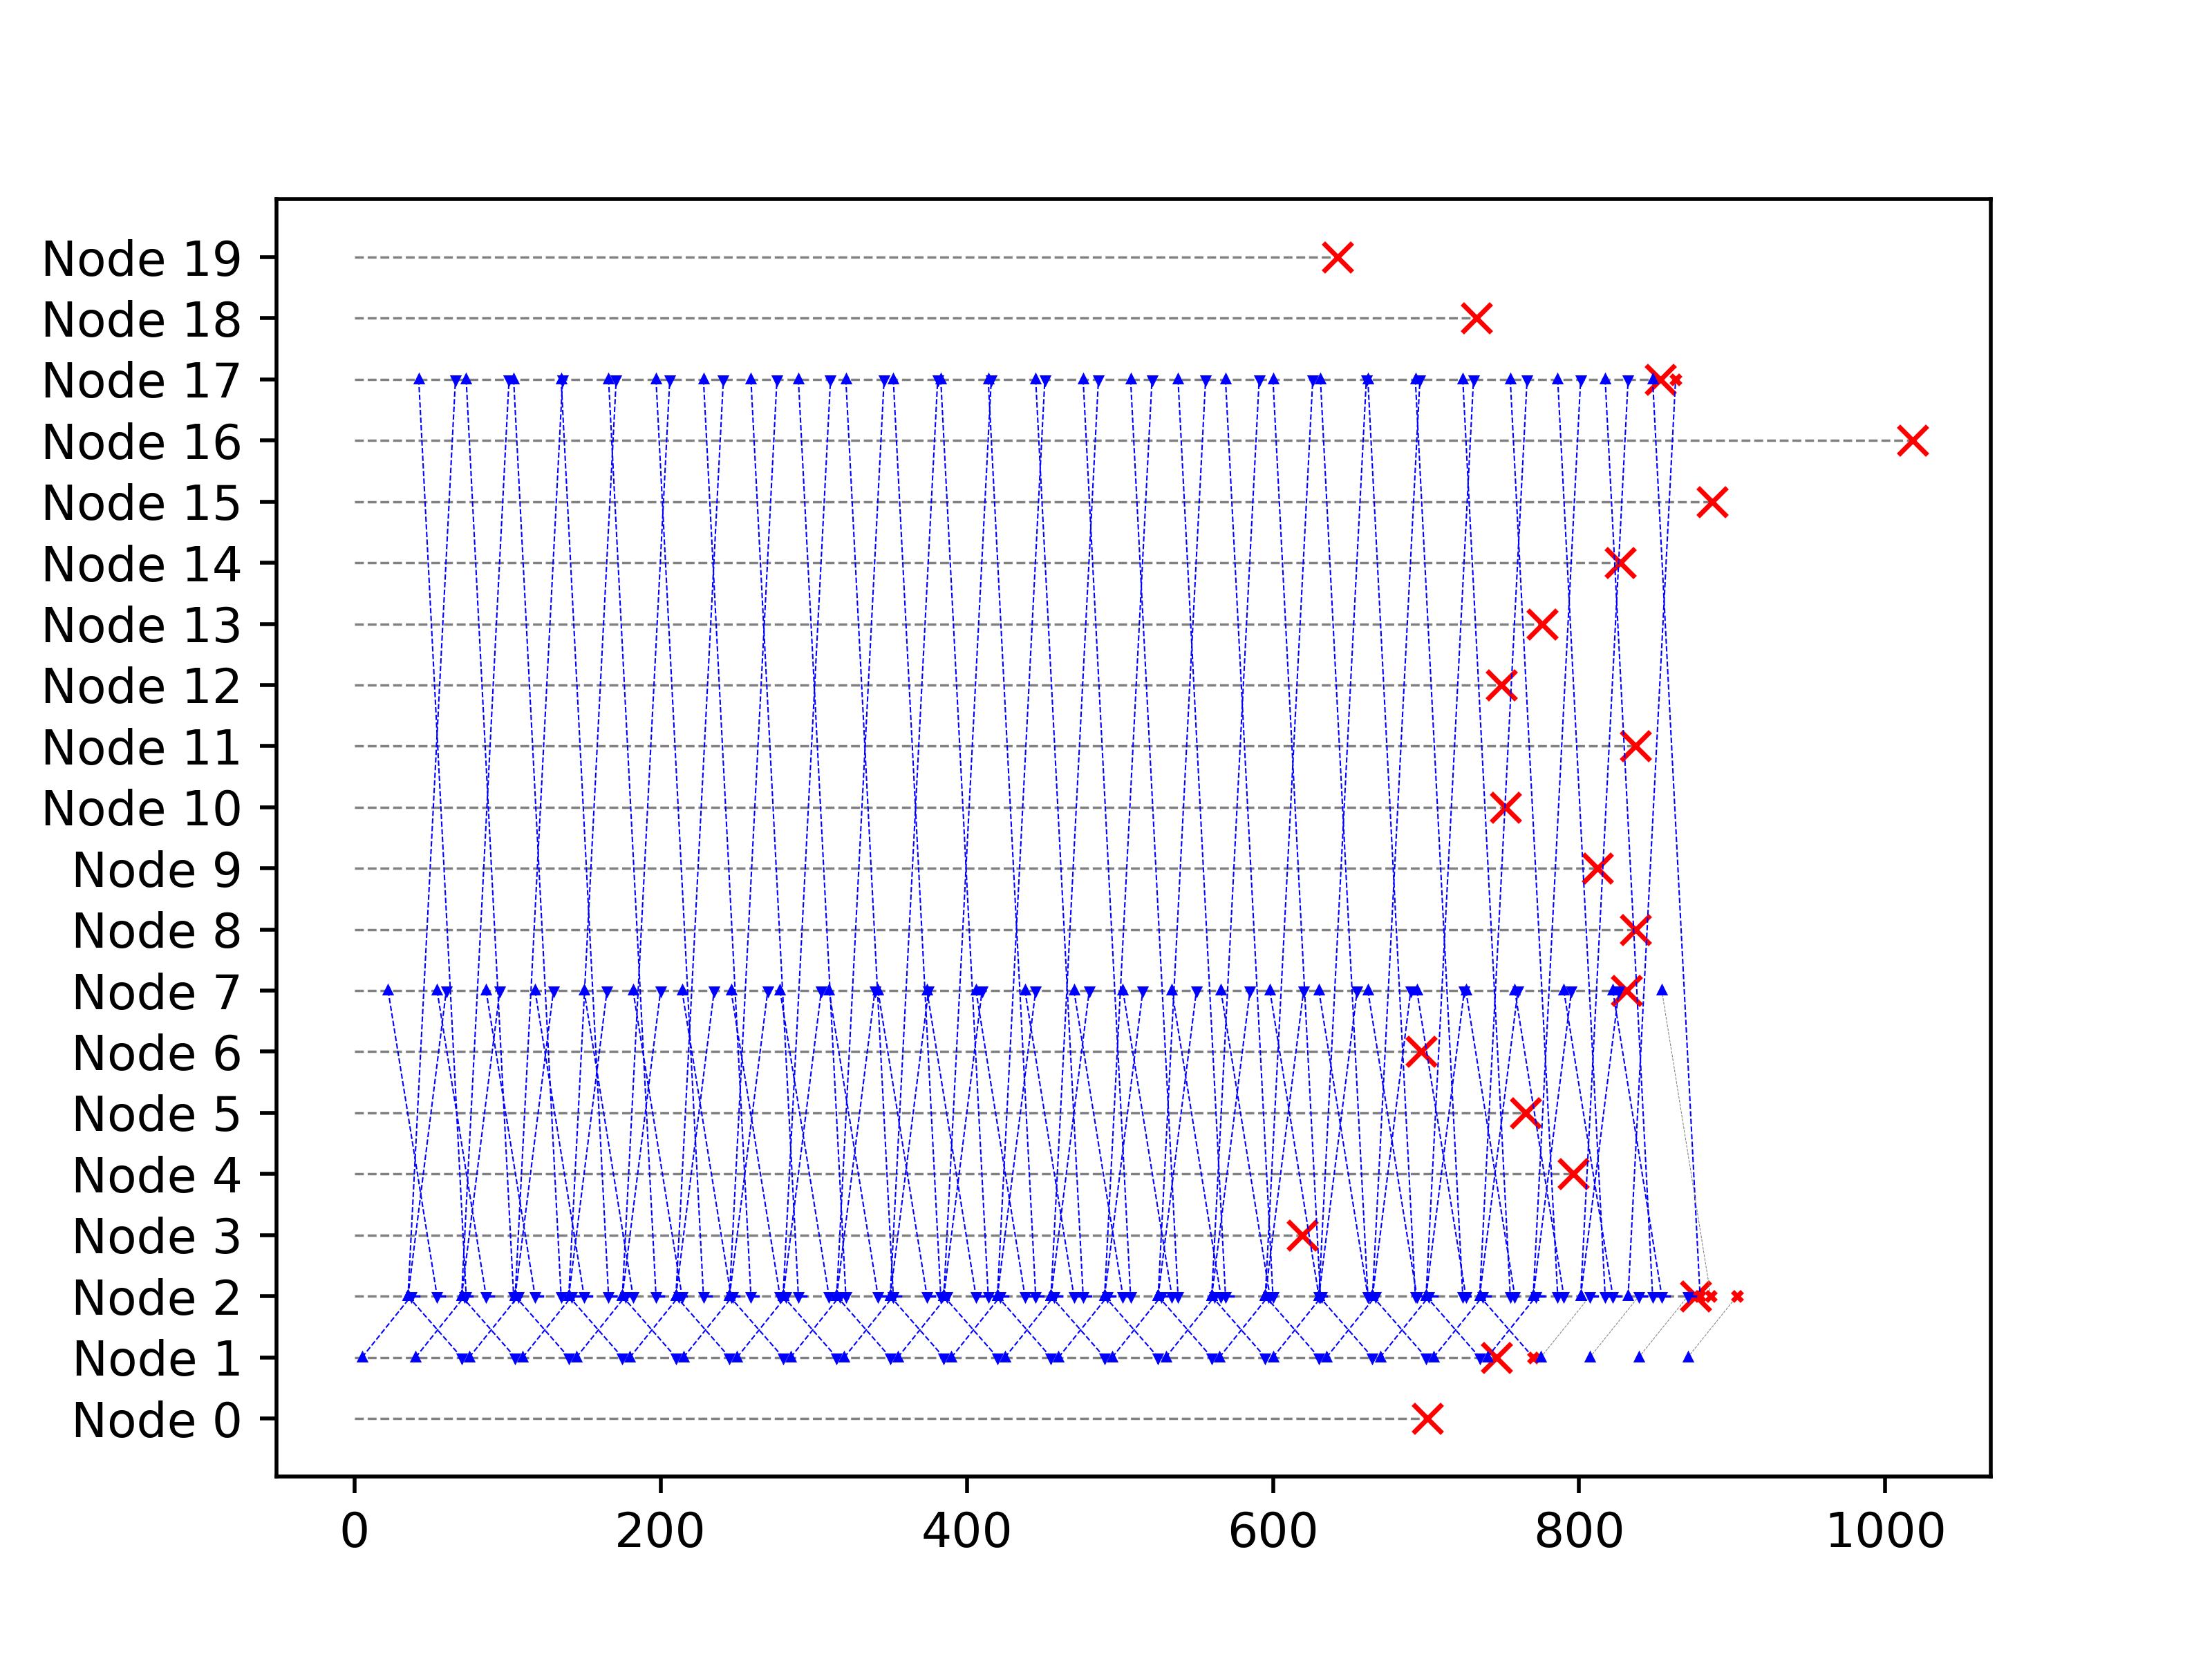 Node 19
Node 18
Node 17
Node 16
Node 15
Node 14
Node 13
Node 12
Node 11
Node 10
Node 9
Node 8
Node 7
Node 6
Node 5
Node 4
Node 3
Node 2
Node 1
Node 0
0 200 400 600 800 1000